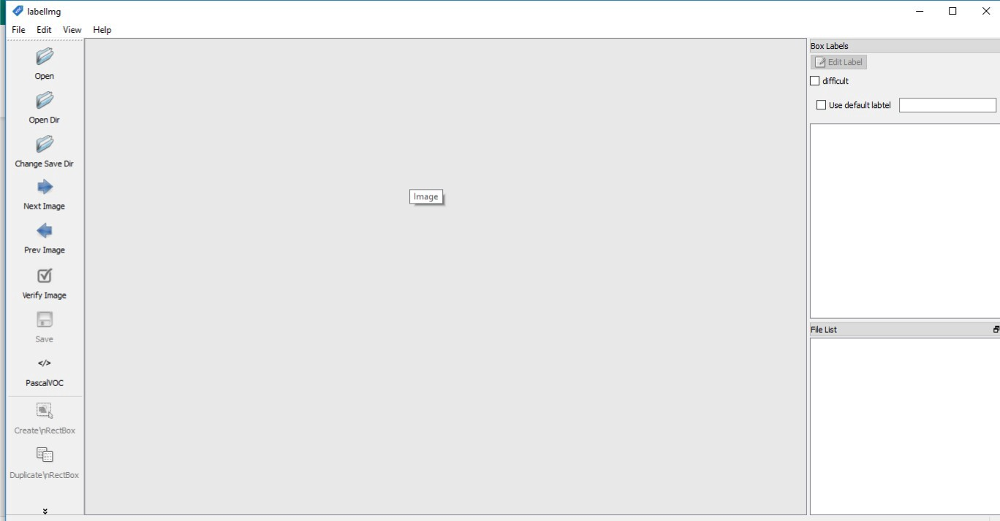 labelImg
File Edit View Help
Open
Open Dir
Change Save Dir
Next Image
Prev Image
Verify Image
Save
</>
PascalVOC
Create\nRectBox
Duplicate\nRectBox
Image
Box Labels
Edit Label
difficult
Use default labtel
File List